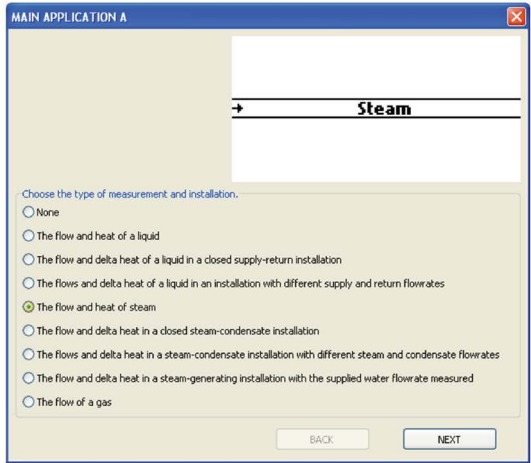 MAIN APPLICATION A
Steam
Choose the type of measurement and installation.
None
The flow and heat of a liquid
The flow and delta heat of a liquid in a closed supply-return installation
The flows and delta heat of a liquid in an installation with different supply and return flowrates
The flow and heat of steam
The flow and delta heat in a closed steam-condensate installation
The flows and delta heat in a steam-condensate installation with different steam and condensate flowrates
The flow and delta heat in a steam-generating installation with the supplied water flowrate measured
The flow of a gas
BACK NEXT